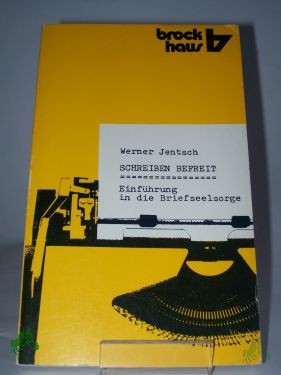 brock
haus
Werner Jentsch
SCHREIBEN BEFREIT
=================
Einführung
in die Briefseelsorge